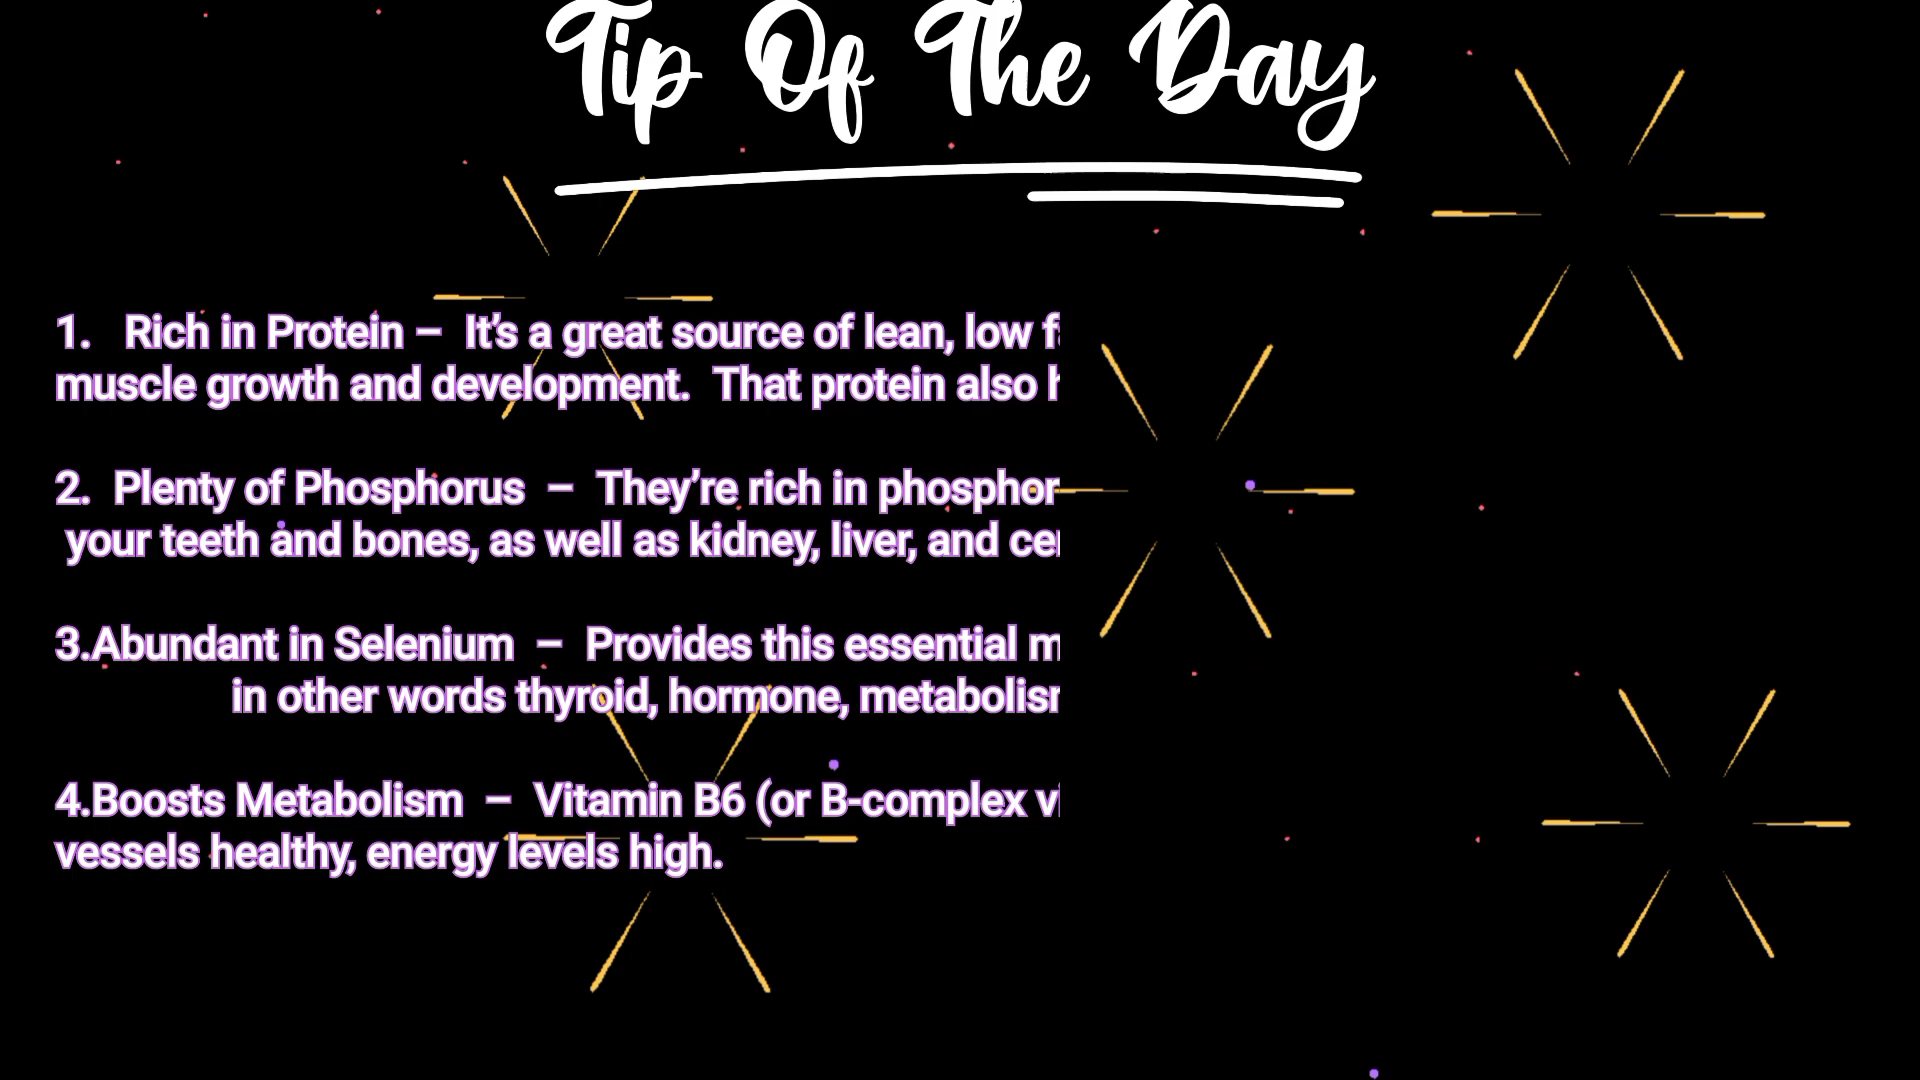 Tip Of The Day
1. Rich in Protein – It's a great source of lean, low
muscle growth and development. That protein also
2. Plenty of Phosphorus – They're rich in
your teeth and bones, as well as kidney, liver, and
3.Abundant in Selenium – Provides this essential
in other words thyroid, hormone,
4.Boosts Metabolism – Vitamin B6 (or B-complex
vessels healthy, energy levels high.